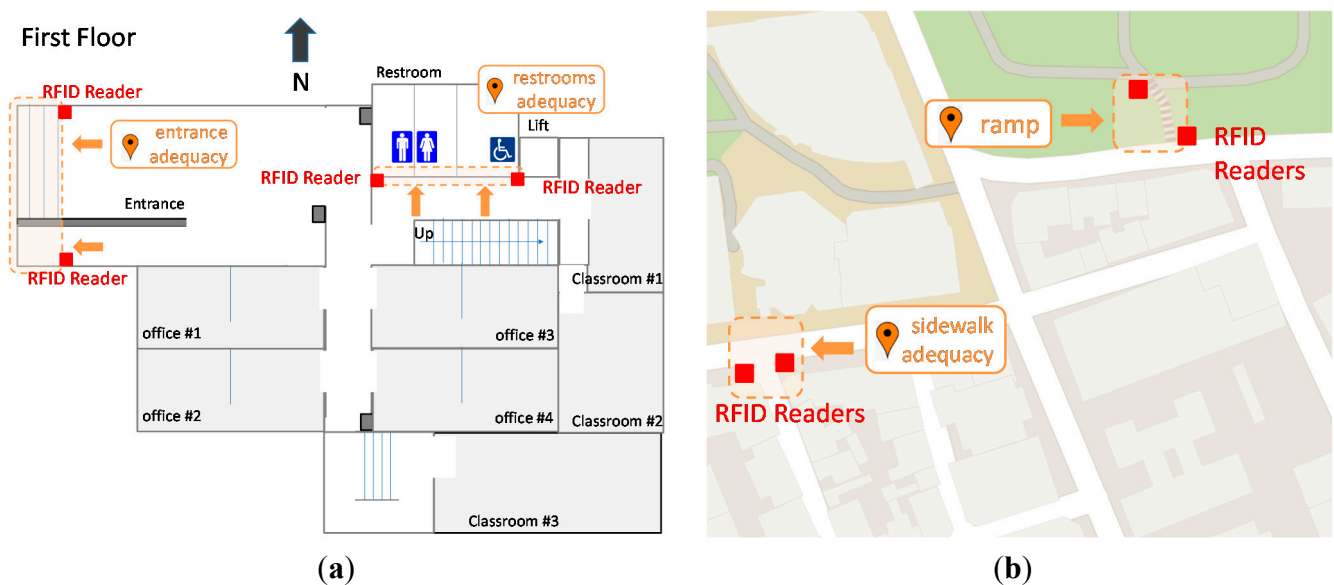 First Floor
N
RFID Reader
entrance
adequacy
Entrance
RFID Reader
Restroom
restrooms
adequacy
Lift
RFID Reader
RFID Reader
Up
Classroom #1
office #1
office #3
office #2
office #4
Classroom #2
Classroom #3
(a)
ramp
RFID
Readers
sidewalk
adequacy
RFID Readers
(b)